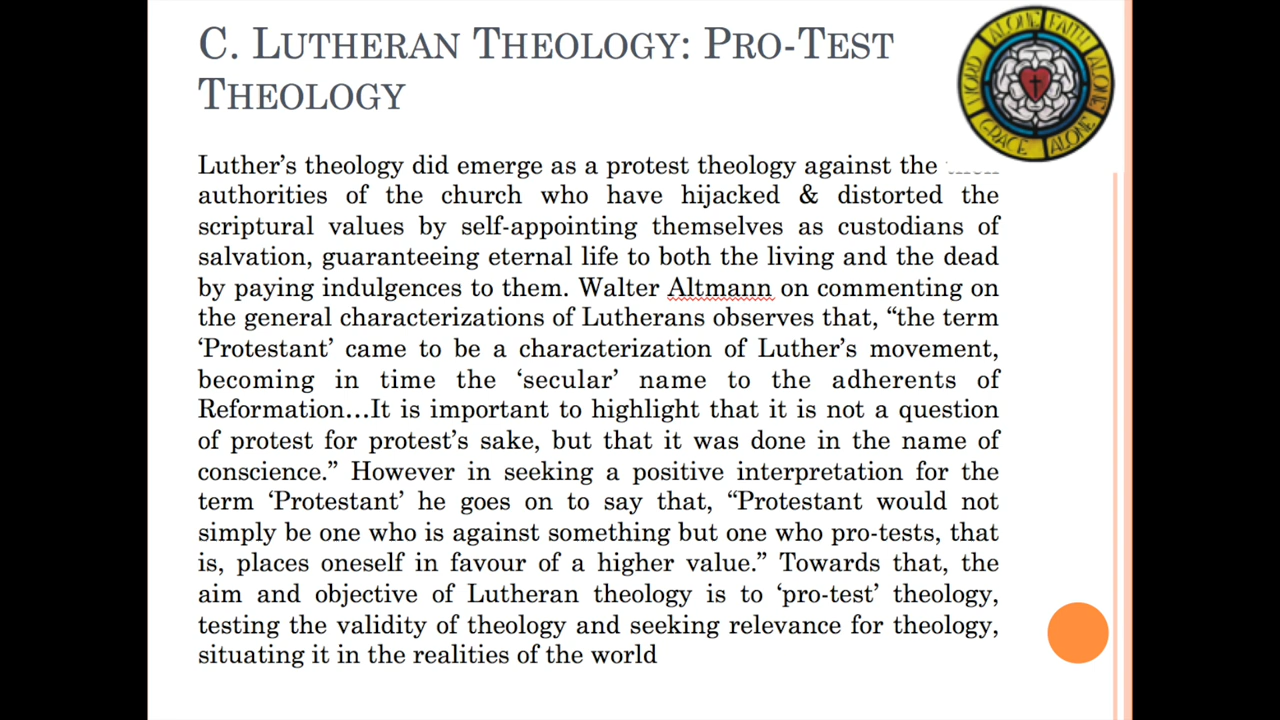 C. LUTHERAN THEOLOGY: PRO-TEST
THEOLOGY
WORD ALONE FAITH ALONE
GRACE ALONE
Luther's theology did emerge as a protest theology against the
authorities of the church who have hijacked & distorted the
scriptural values by self-appointing themselves as custodians of
salvation, guaranteeing eternal life to both the living and the dead
by paying indulgences to them. Walter Altmann on commenting on
the general characterizations of Lutherans observes that, “the term
‘Protestant’ came to be a characterization of Luther’s movement,
becoming in time the ‘secular’ name to the adherents of
Reformation…It is important to highlight that it is not a question
of protest for protest’s sake, but that it was done in the name of
conscience.” However in seeking a positive interpretation for the
term ‘Protestant’ he goes on to say that, “Protestant would not
simply be one who is against something but one who pro-tests, that
is, places oneself in favour of a higher value.” Towards that, the
aim and objective of Lutheran theology is to ‘pro-test’ theology,
testing the validity of theology and seeking relevance for theology,
situating it in the realities of the world